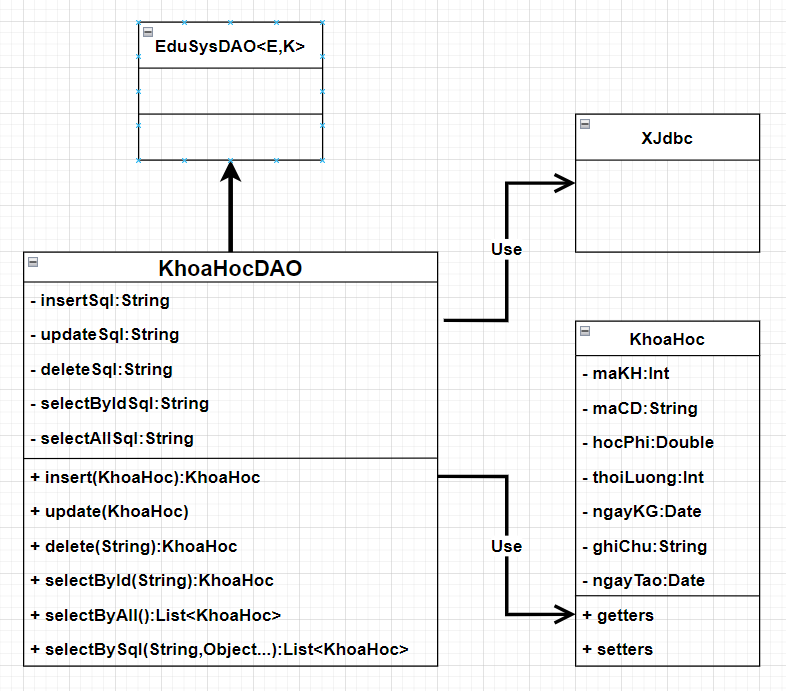 EduSysDAO<E,K>
XJdbc
Use
KhoaHocDAO
- insertSql:String
- updateSql:String
- deleteSql:String
- selectByIdSql:String
- selectAllSql:String
+ insert(KhoaHoc):KhoaHoc
+ update(KhoaHoc)
+ delete(String):KhoaHoc
+ selectById(String):KhoaHoc
+ selectByAll():List<KhoaHoc>
+ selectBySql(String,Object...):List<KhoaHoc>
Use
KhoaHoc
- maKH:Int
- maCD:String
- hocPhi:Double
- thoiLuong:Int
- ngayKG:Date
- ghiChu:String
- ngayTao:Date
+ getters
+ setters